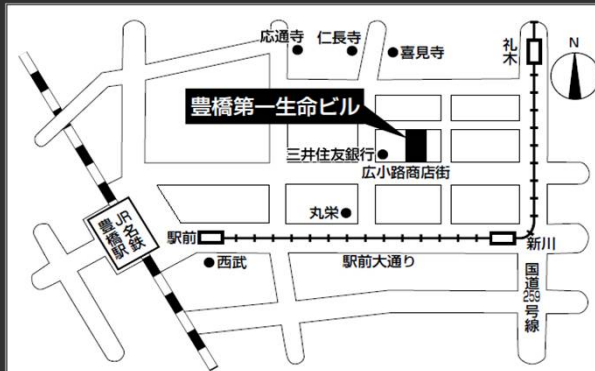 応通寺
仁長寺
喜見寺
札木
N
豊橋第一生命ビル
三井住友銀行
広小路商店街
丸栄
JR名鉄
豊橋駅
駅前
新川
西武
駅前大通り
国道259号線